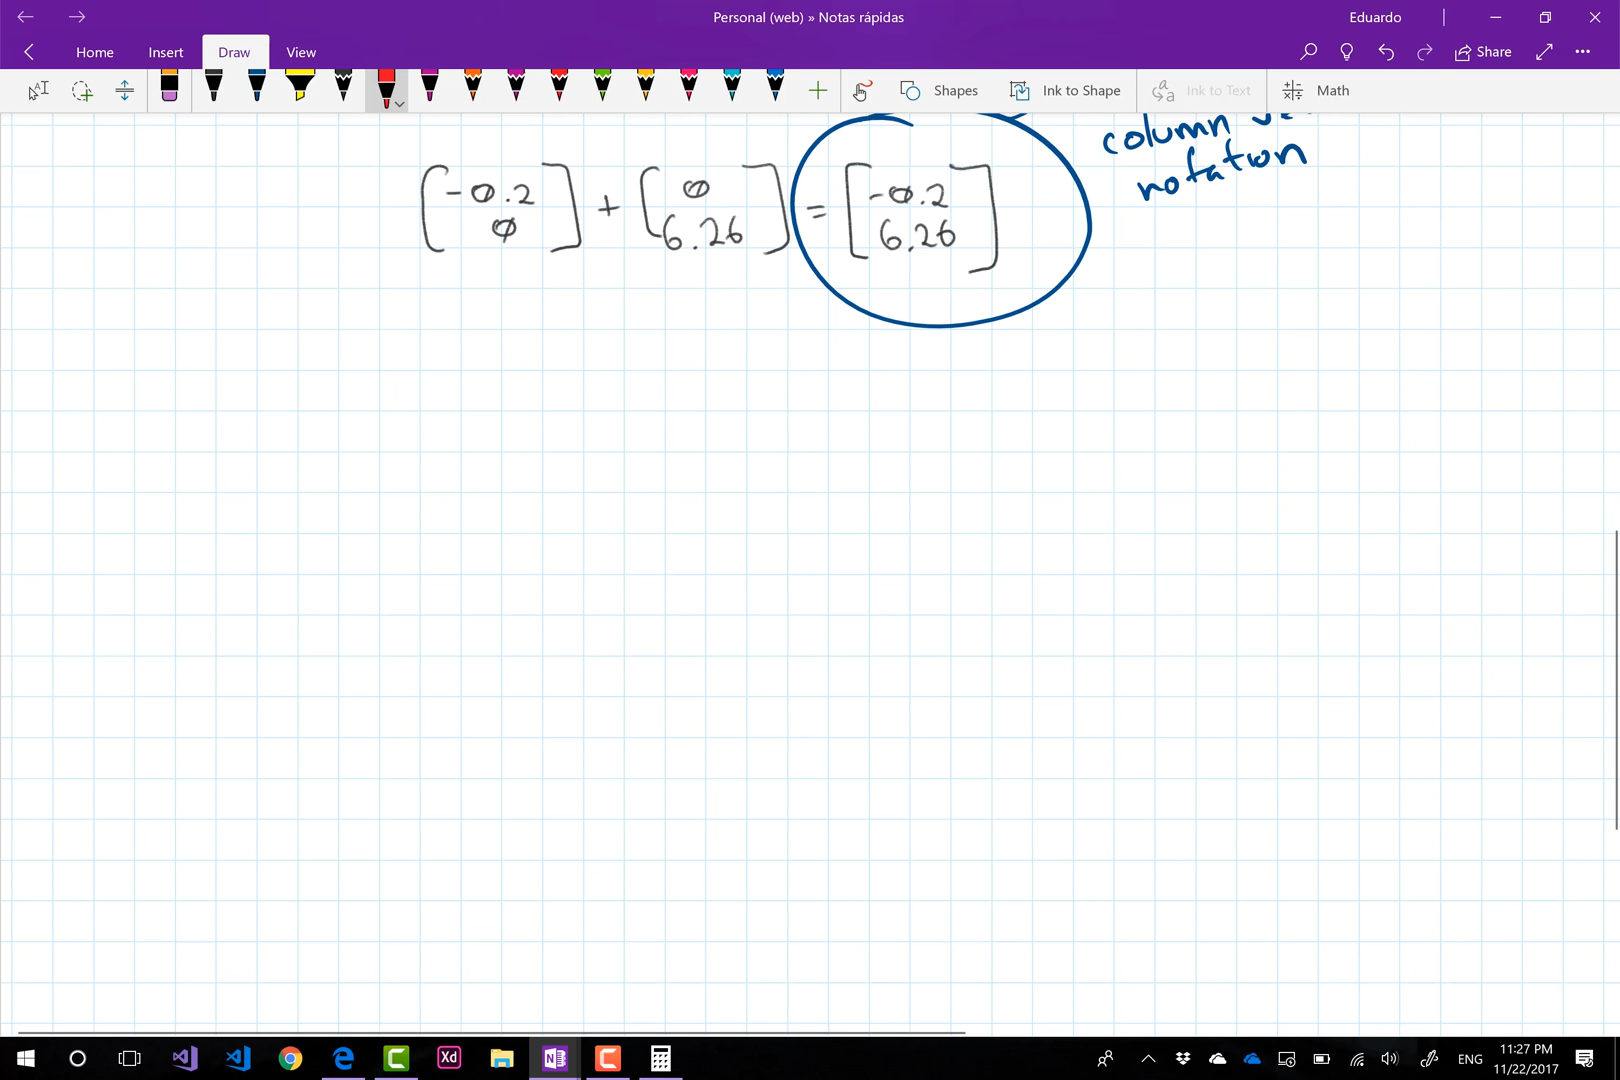 Personal (web) » Notas rápidas
Eduardo
Home Insert Draw View
Share
Shapes
Ink to Shape
Ink to Text
Math
column
notation
[-0.2 0] + [0 6.26] = [-0.2 6.26]
Xd
N
ENG
11:27 PM
11/22/2017